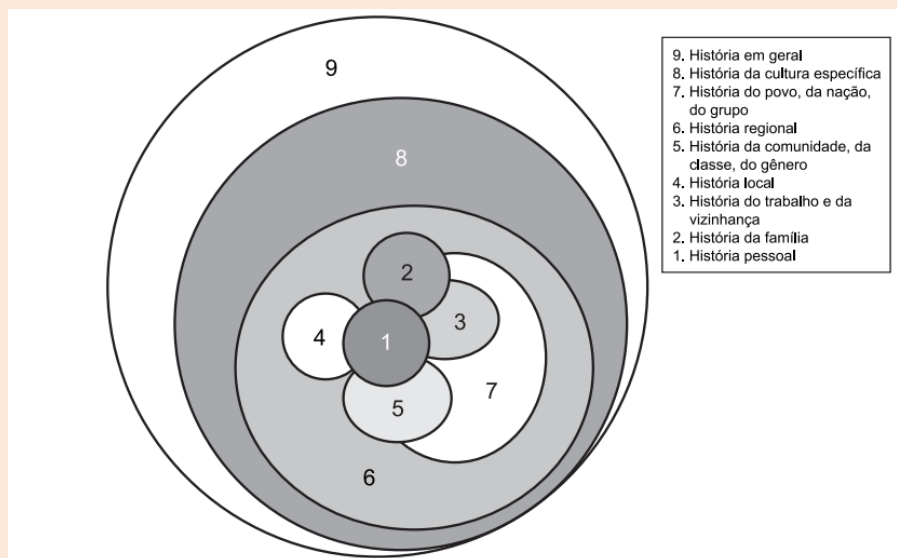 9
8
2
3
4
1
7
5
6
9. História em geral
8. História da cultura específica
7. História do povo, da nação,
do grupo
6. História regional
5. História da comunidade, da
classe, do gênero
4. História local
3. História do trabalho e da
vizinhança
2. História da família
1. História pessoal